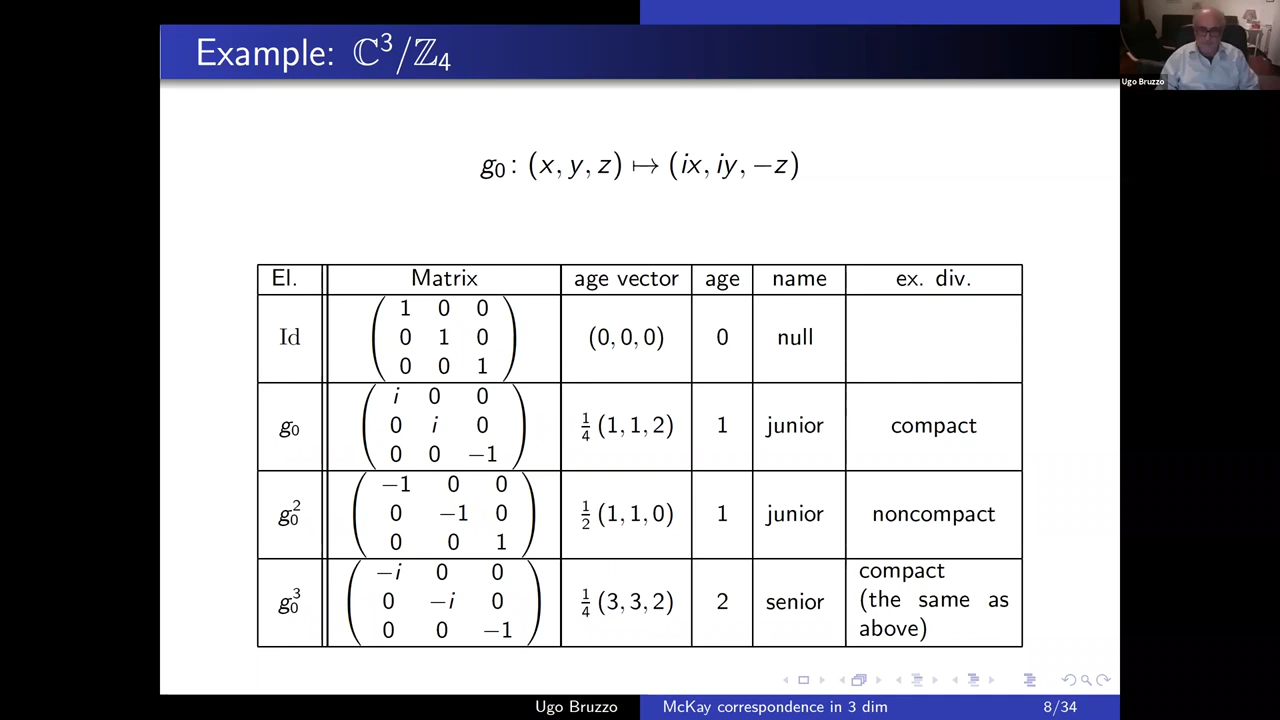 Example: ℂ³/ℤ₄
Ugo Bruzzo
g₀: (x, y, z) ↦ (ix, iy, −z)
El. Matrix age vector age name ex. div.
1 0 0
Id 0 1 0 (0, 0, 0) 0 null
0 0 1
i 0 0
g₀ 0 i 0 ¼ (1, 1, 2) 1 junior compact
0 0 −1
−1 0 0
g₀² 0 −1 0 ½ (1, 1, 0) 1 junior noncompact
0 0 1
−i 0 0 compact
g₀³ 0 −i 0 ¼ (3, 3, 2) 2 senior (the same as
0 0 −1 above)
Ugo Bruzzo McKay correspondence in 3 dim 8/34